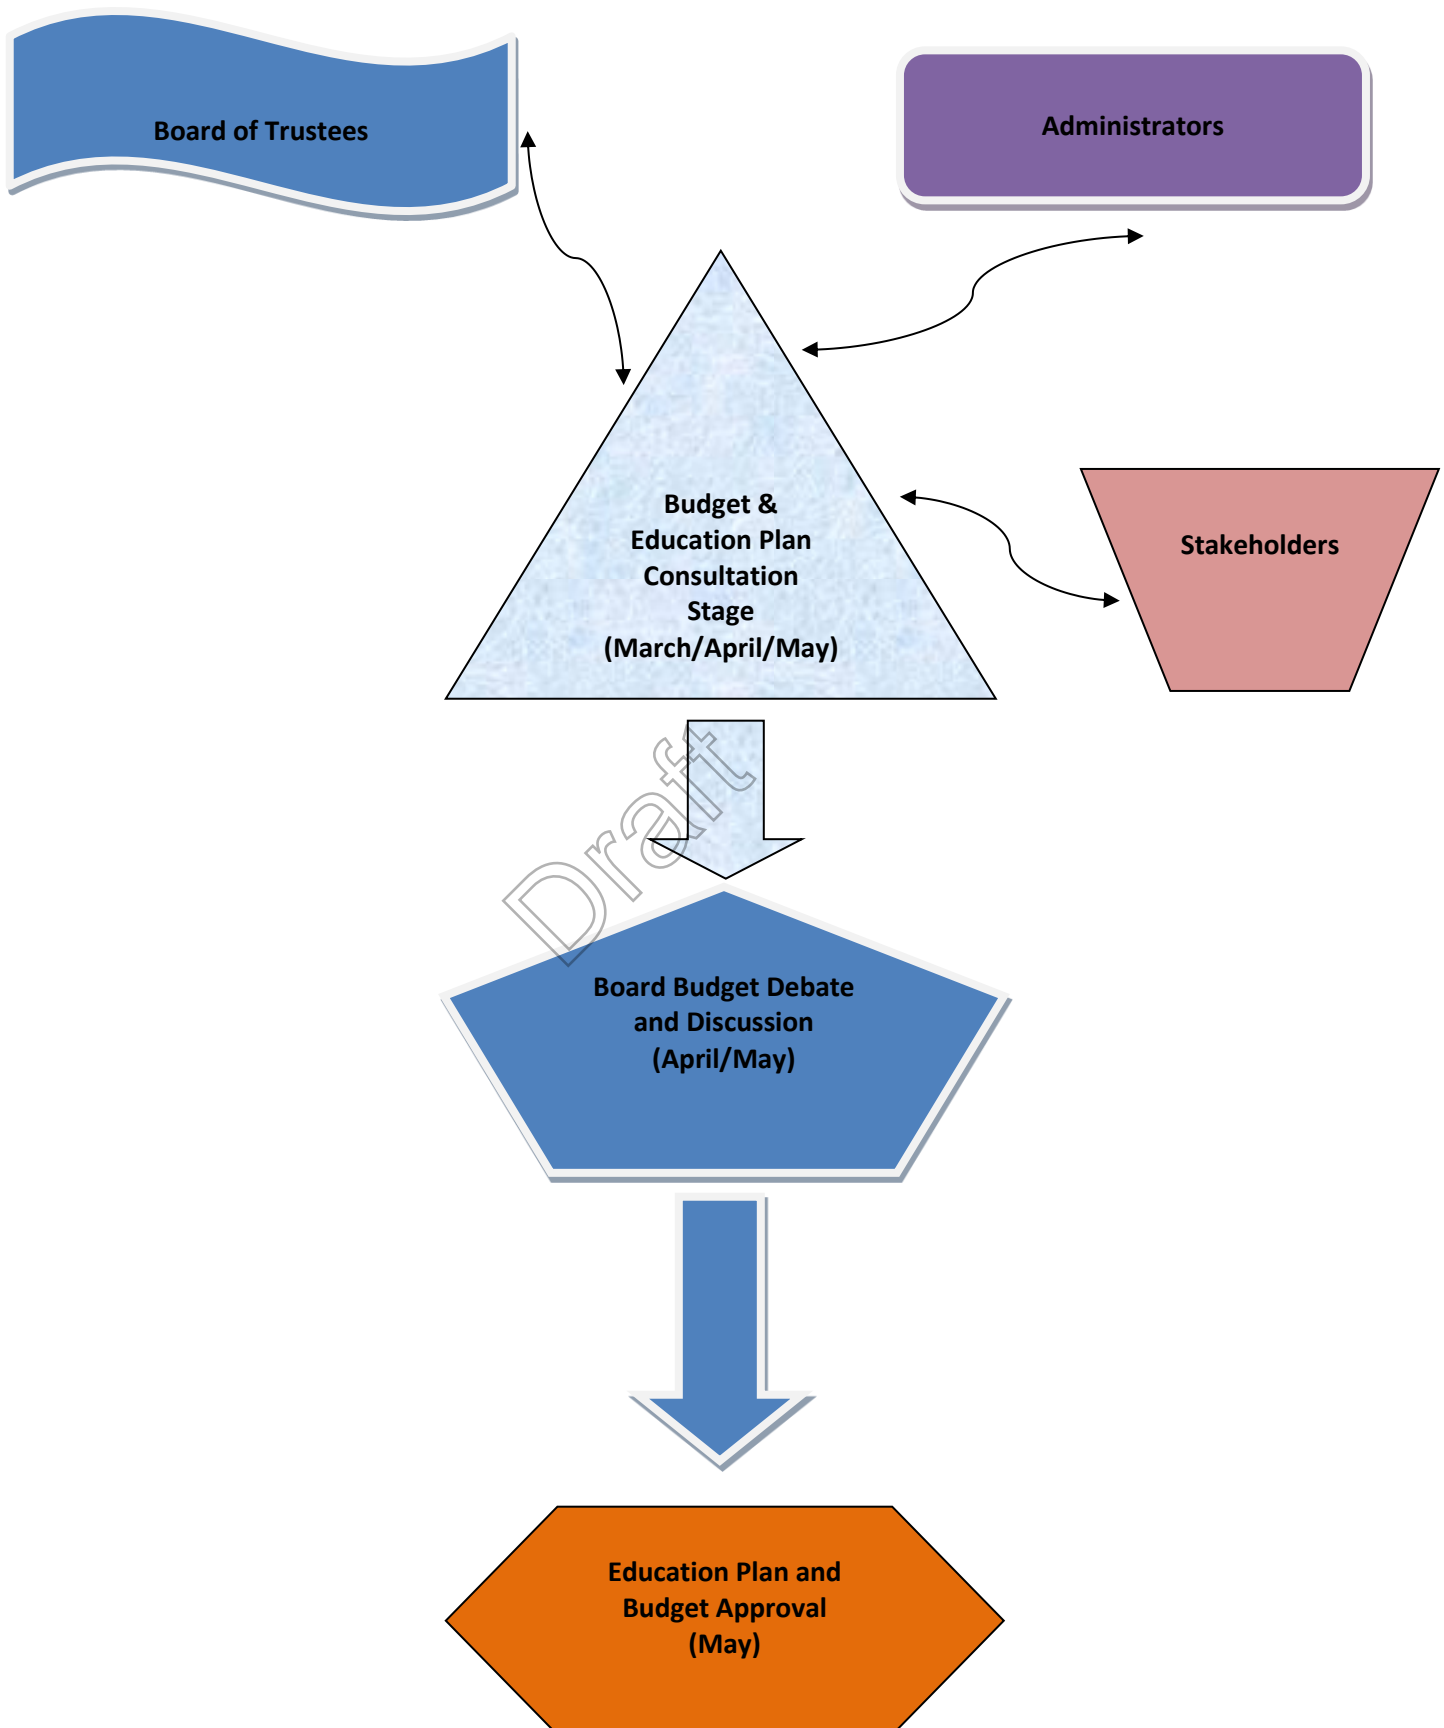 Board of Trustees
Administrators
Budget &
Education Plan
Consultation
Stage
(March/April/May)
Stakeholders
Draft
Board Budget Debate
and Discussion
(April/May)
Education Plan and
Budget Approval
(May)